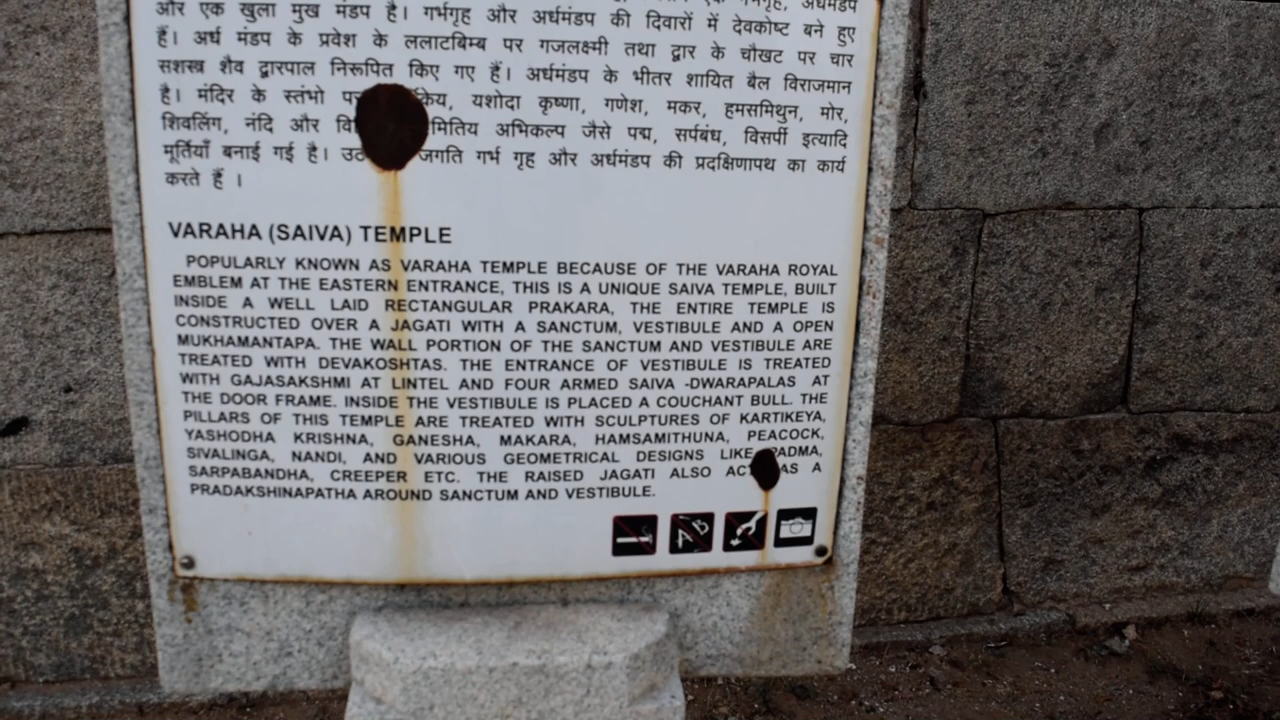 और एक खुला मुख मंडप है। गर्भगृह और अर्धमंडप की दिवारों में देवकोष्ट बने हुए
हैं। अर्ध मंडप के प्रवेश के ललाटबिम्ब पर गजलक्ष्मी तथा द्वार के चौखट पर चार
सशस्त्र शैव द्वारपाल निरूपित किए गए हैं। अर्धमंडप के भीतर शायित बैल विराजमान
है। मंदिर के स्तंभो यशोदा कृष्णा, गणेश, मकर, हमसमिथुन, मोर,
शिवलिंग, नंदि और अभिकल्प जैसे पद्म, सर्पबंध, विसर्पी इत्यादि
मूर्तियाँ बनाई गई है। जगति गर्भ गृह और अर्धमंडप की प्रदक्षिणापथ का कार्य
करते हैं ।
VARAHA (SAIVA) TEMPLE
POPULARLY KNOWN AS VARAHA TEMPLE BECAUSE OF THE VARAHA ROYAL
EMBLEM AT THE EASTERN ENTRANCE, THIS IS A UNIQUE SAIVA TEMPLE, BUILT
INSIDE A WELL LAID RECTANGULAR PRAKARA, THE ENTIRE TEMPLE IS
CONSTRUCTED OVER A JAGATI WITH A SANCTUM, VESTIBULE AND A OPEN
MUKHAMANTAPA. THE WALL PORTION OF THE SANCTUM AND VESTIBULE ARE
TREATED WITH DEVAKOSHTAS. THE ENTRANCE OF VESTIBULE IS TREATED
WITH GAJASAKSHMI AT LINTEL AND FOUR ARMED SAIVA -DWARAPALAS AT
THE DOOR FRAME. INSIDE THE VESTIBULE IS PLACED A COUCHANT BULL. THE
PILLARS OF THIS TEMPLE ARE TREATED WITH SCULPTURES OF KARTIKEYA,
YASHODHA KRISHNA, GANESHA, MAKARA, HAMSAMITHUNA, PEACOCK,
SIVALINGA, NANDI, AND VARIOUS GEOMETRICAL DESIGNS LIKE PADMA,
SARPABANDHA, CREEPER ETC. THE RAISED JAGATI ALSO AS A
PRADAKSHINAPATHA AROUND SANCTUM AND VESTIBULE.